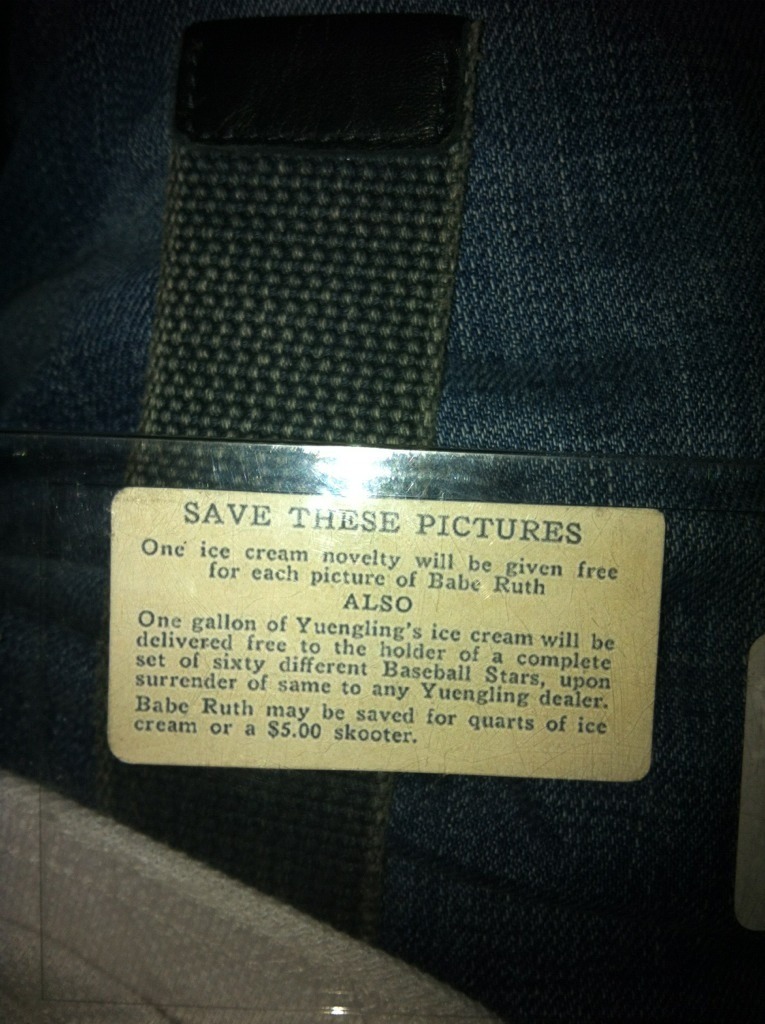 SAVE THESE PICTURES
One ice cream novelty will be given free
for each picture of Babe Ruth
ALSO
One gallon of Yuengling's ice cream will be
delivered free to the holder of a complete
set of sixty different Baseball Stars, upon
surrender of same to any Yuengling dealer.
Babe Ruth may be saved for quarts of ice
cream or a $5.00 skooter.